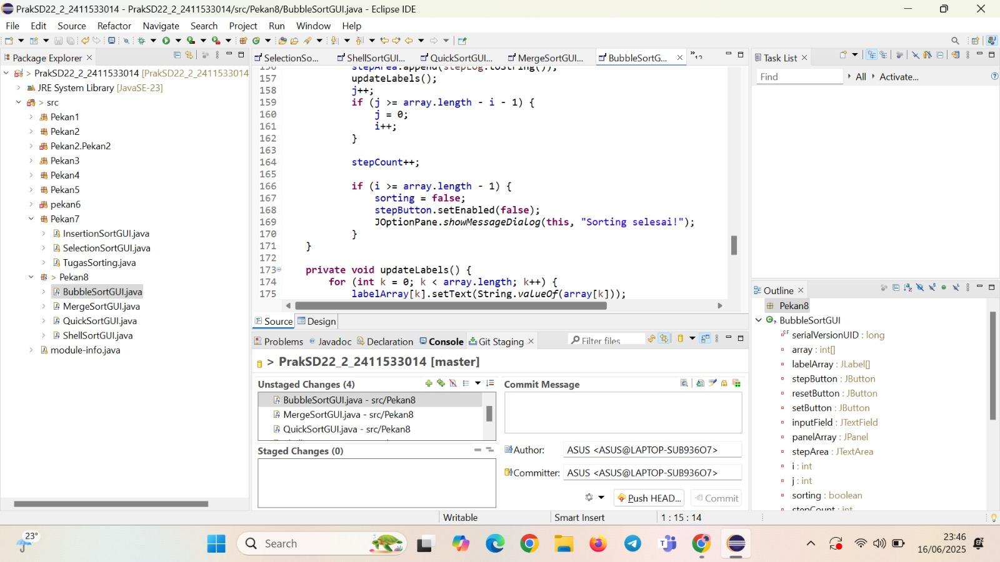 PrakSD22_2_2411533014 - PrakSD22_2_2411533014/src/Pekan8/BubbleSortGUI.java - Eclipse IDE
File Edit Source Refactor Navigate Search Project Run Window Help
Package Explorer
> PrakSD22_2_2411533014 [PrakSD22_2_2411533014
JRE System Library [JavaSE-23]
> src
Pekan1
Pekan2
Pekan2.Pekan2
Pekan3
Pekan4
Pekan5
pekan6
Pekan7
InsertionSortGUI.java
SelectionSortGUI.java
TugasSorting.java
> Pekan8
BubbleSortGUI.java
MergeSortGUI.java
QuickSortGUI.java
ShellSortGUI.java
module-info.java
SelectionSo... ShellSortGUI... QuickSortGUI... MergeSortGUI... BubbleSortG... »12
156 stepArea.append(stepLog.toString());
157 updateLabels();
158 j++;
159 if (j >= array.length - i - 1) {
160 j = 0;
161 i++;
162 }
163
164 stepCount++;
165
166 if (i >= array.length - 1) {
167 sorting = false;
168 stepButton.setEnabled(false);
169 JOptionPane.showMessageDialog(this, "Sorting selesai!");
170 }
171 }
172
173 private void updateLabels() {
174 for (int k = 0; k < array.length; k++) {
175 labelArray[k].setText(String.valueOf(array[k]));
Source Design
Problems Javadoc Declaration Console Git Staging
Filter files
> PrakSD22_2_2411533014 [master]
Unstaged Changes (4)
BubbleSortGUI.java - src/Pekan8
MergeSortGUI.java - src/Pekan8
QuickSortGUI.java - src/Pekan8
Staged Changes (0)
Commit Message
Author: ASUS <ASUS@LAPTOP-SUB936O7>
Committer: ASUS <ASUS@LAPTOP-SUB936O7>
Push HEAD... Commit
Task List
Find All Activate...
Outline
Pekan8
BubbleSortGUI
serialVersionUID : long
array : int[]
labelArray : JLabel[]
stepButton : JButton
resetButton : JButton
setButton : JButton
inputField : JTextField
panelArray : JPanel
stepArea : JTextArea
i : int
j : int
sorting : boolean
stepCount : int
Writable Smart Insert 1 : 15 : 14
23°
Search
23:46
16/06/2025